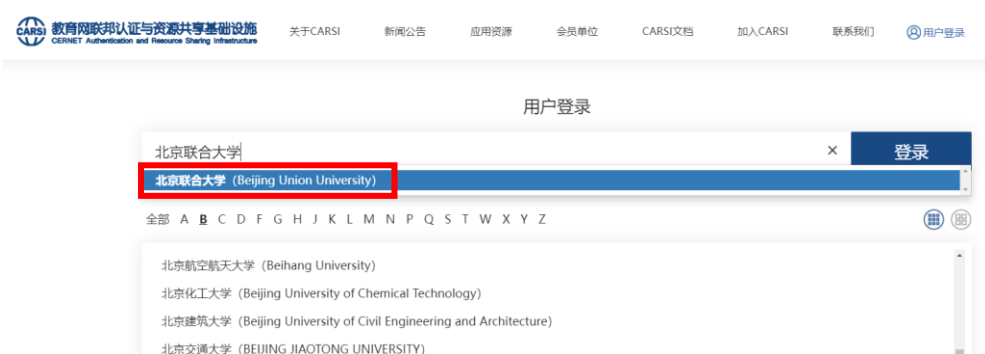 CARSI 教育网联邦认证与资源共享基础设施
CERNET Authentication and Resource Sharing Infrastructure
关于CARSI 新闻公告 应用资源 会员单位 CARSI文档 加入CARSI 联系我们 用户登录
用户登录
北京联合大学 × 登录
北京联合大学（Beijing Union University）
全部 A B C D F G H J K L M N P Q S T W X Y Z
北京航空航天大学（Beihang University）
北京化工大学（Beijing University of Chemical Technology）
北京建筑大学（Beijing University of Civil Engineering and Architecture）
北京交通大学（BEIJING JIAOTONG UNIVERSITY）